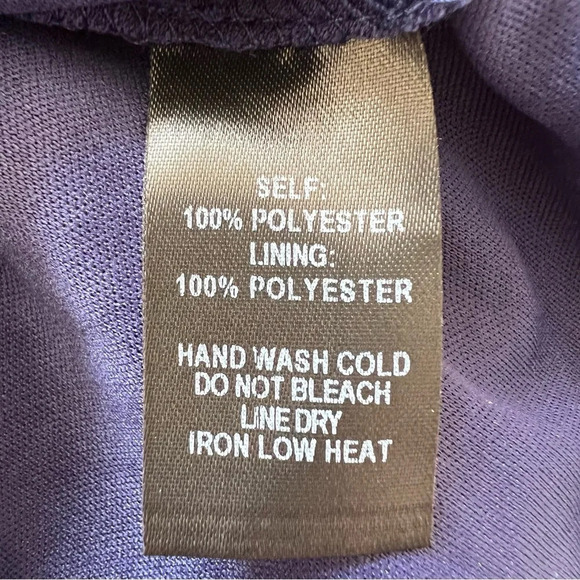 SELF:
100% POLYESTER
LINING:
100% POLYESTER
HAND WASH COLD
DO NOT BLEACH
LINE DRY
IRON LOW HEAT